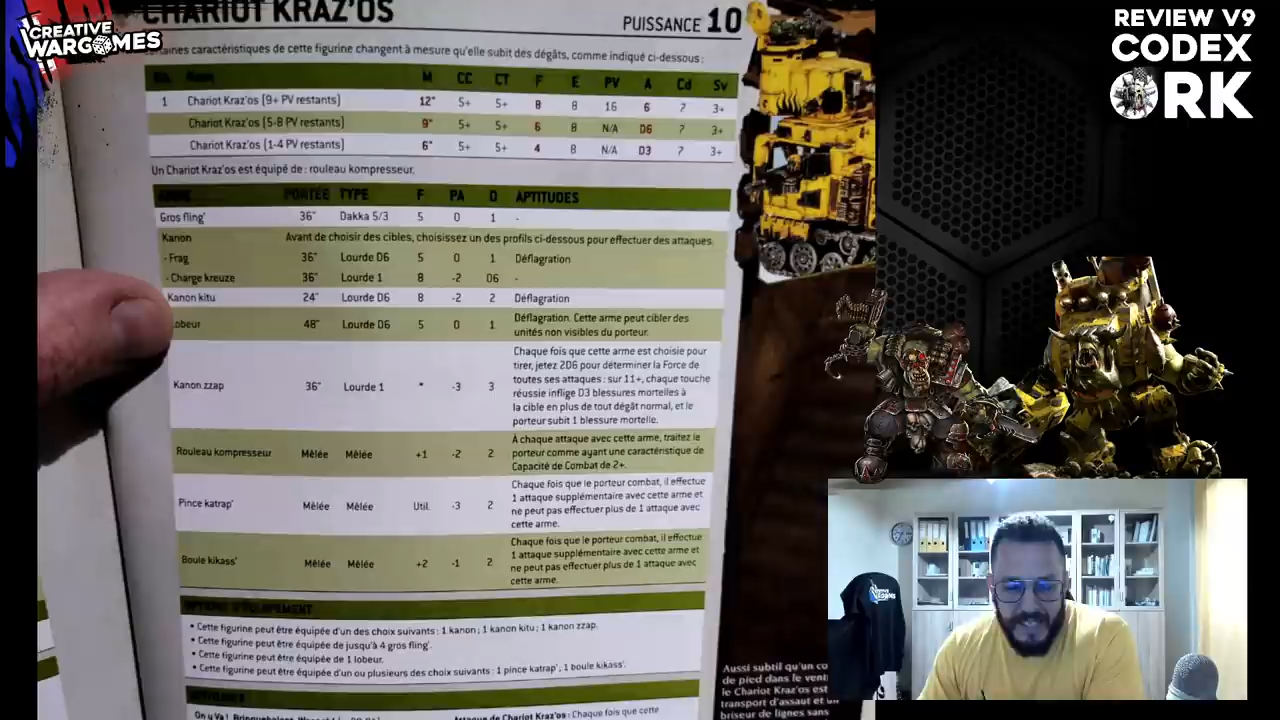 CREATIVE
WARGAMES
CHARIOT KRAZ'OS
PUISSANCE 10
caractéristiques de cette figurine changent à mesure qu'elle subit des dégâts, comme indiqué ci-dessous :
Nom M CC CT F E PV A Cd Sv
1 Chariot Kraz'os (9+ PV restants) 12" 5+ 5+ 8 8 16 6 7 3+
Chariot Kraz'os (5-8 PV restants) 9" 5+ 5+ 6 8 N/A D6 7 3+
Chariot Kraz'os (1-4 PV restants) 6" 5+ 5+ 4 8 N/A D3 7 3+
Un Chariot Kraz'os est équipé de : rouleau kompresseur.
ARME PORTÉE TYPE F PA D APTITUDES
Gros fling' 36" Dakka 5/3 5 0 1 -
Kanon Avant de choisir des cibles, choisissez un des profils ci-dessous pour effectuer des attaques.
- Frag 36" Lourde D6 5 0 1 Déflagration
- Charge kreuze 36" Lourde 1 8 -2 D6 -
Kanon kitu 24" Lourde D6 8 -2 2 Déflagration
Lobeur 48" Lourde D6 5 0 1 Déflagration. Cette arme peut cibler des
unités non visibles du porteur.
Kanon zzap 36" Lourde 1 * -3 3 Chaque fois que cette arme est choisie pour
tirer, jetez 2D6 pour déterminer la Force de
toutes ses attaques : sur 11+, chaque touche
réussie inflige D3 blessures mortelles à
la cible en plus de tout dégât normal, et le
porteur subit 1 blessure mortelle.
Rouleau kompresseur Mêlée Mêlée +1 -2 2 À chaque attaque avec cette arme, traitez le
porteur comme ayant une caractéristique de
Capacité de Combat de 2+.
Pince katrap' Mêlée Mêlée Util. -3 2 Chaque fois que le porteur combat, il effectue
1 attaque supplémentaire avec cette arme et
ne peut pas effectuer plus de 1 attaque avec
cette arme.
Boule kikass' Mêlée Mêlée +2 -1 2 Chaque fois que le porteur combat, il effectue
1 attaque supplémentaire avec cette arme et
ne peut pas effectuer plus de 1 attaque avec
cette arme.
OPTIONS D'ÉQUIPEMENT
• Cette figurine peut être équipée d'un des choix suivants : 1 kanon ; 1 kanon kitu ; 1 kanon zzap.
• Cette figurine peut être équipée de jusqu'à 4 gros fling'.
• Cette figurine peut être équipée de 1 lobeur.
• Cette figurine peut être équipée d'un ou plusieurs des choix suivants : 1 pince katrap' ; 1 boule kikass'.
APTITUDES
On y Va !
Attaque de Chariot Kraz'os : Chaque fois que cette
Aussi subtil qu'un co
de pied dans le vent
le Chariot Kraz'os est
transport d'assaut et un
briseur de lignes sans
REVIEW V9
CODEX
ORK